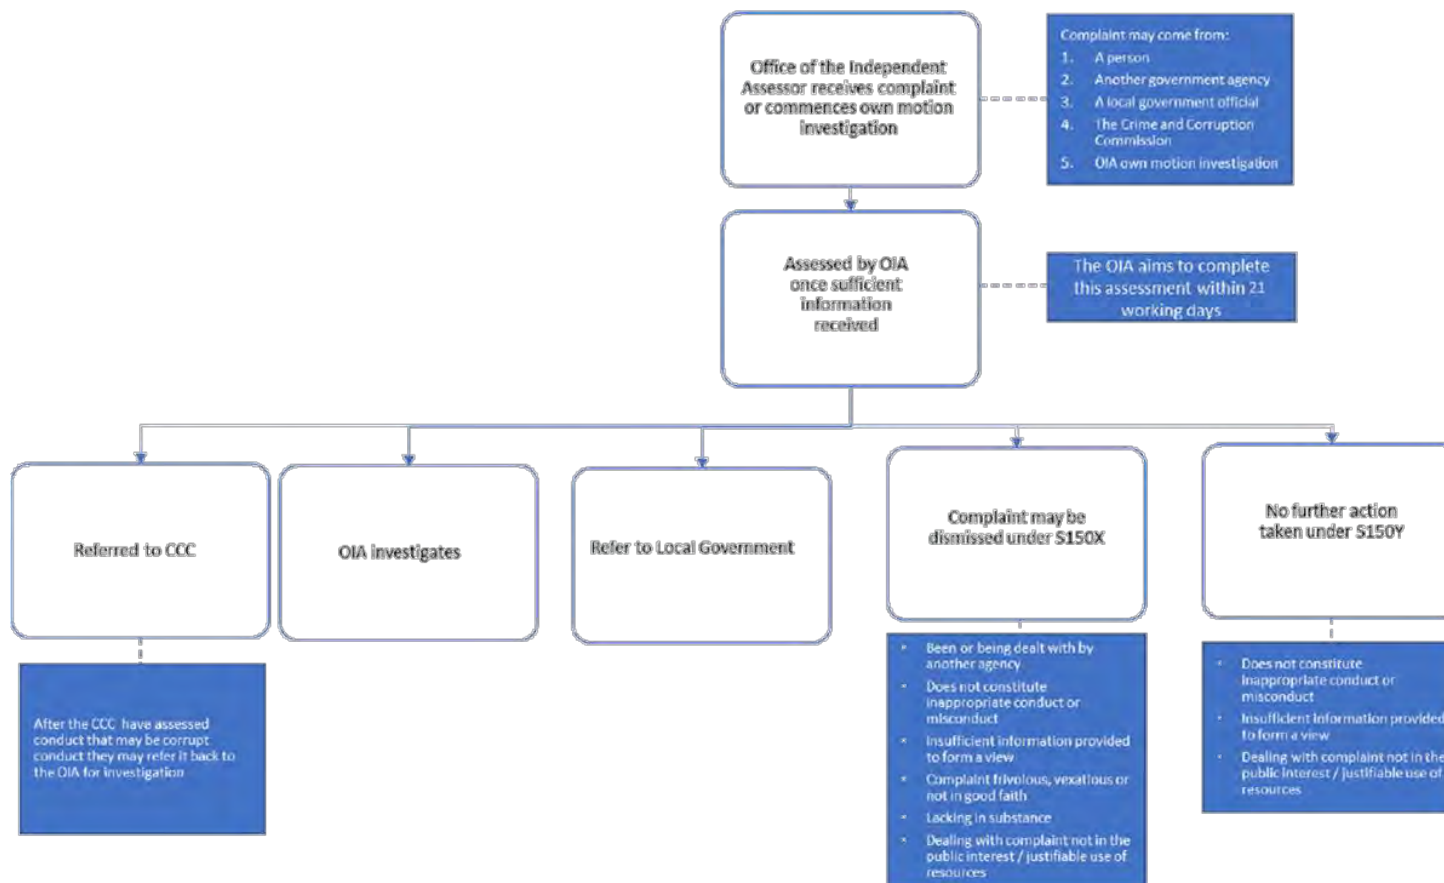 Office of the Independent
Assessor receives complaint
or commences own motion
investigation
Complaint may come from:
1. A person
2. Another government agency
3. A local government official
4. The Crime and Corruption
Commission
5. OIA own motion investigation
Assessed by OIA
once sufficient
information
received
The OIA aims to complete
this assessment within 21
working days
Referred to CCC
OIA investigates
Refer to Local Government
Complaint may be
dismissed under S150X
No further action
taken under S150Y
After the CCC have assessed
conduct that may be corrupt
conduct they may refer it back to
the OIA for investigation
• Been or being dealt with by
another agency
• Does not constitute
inappropriate conduct or
misconduct
• Insufficient information provided
to form a view
• Complaint frivolous, vexatious or
not in good faith
• Lacking in substance
• Dealing with complaint not in the
public interest / justifiable use of
resources
• Does not constitute
inappropriate conduct or
misconduct
• Insufficient information provided
to form a view
• Dealing with complaint not in the
public interest / justifiable use of
resources